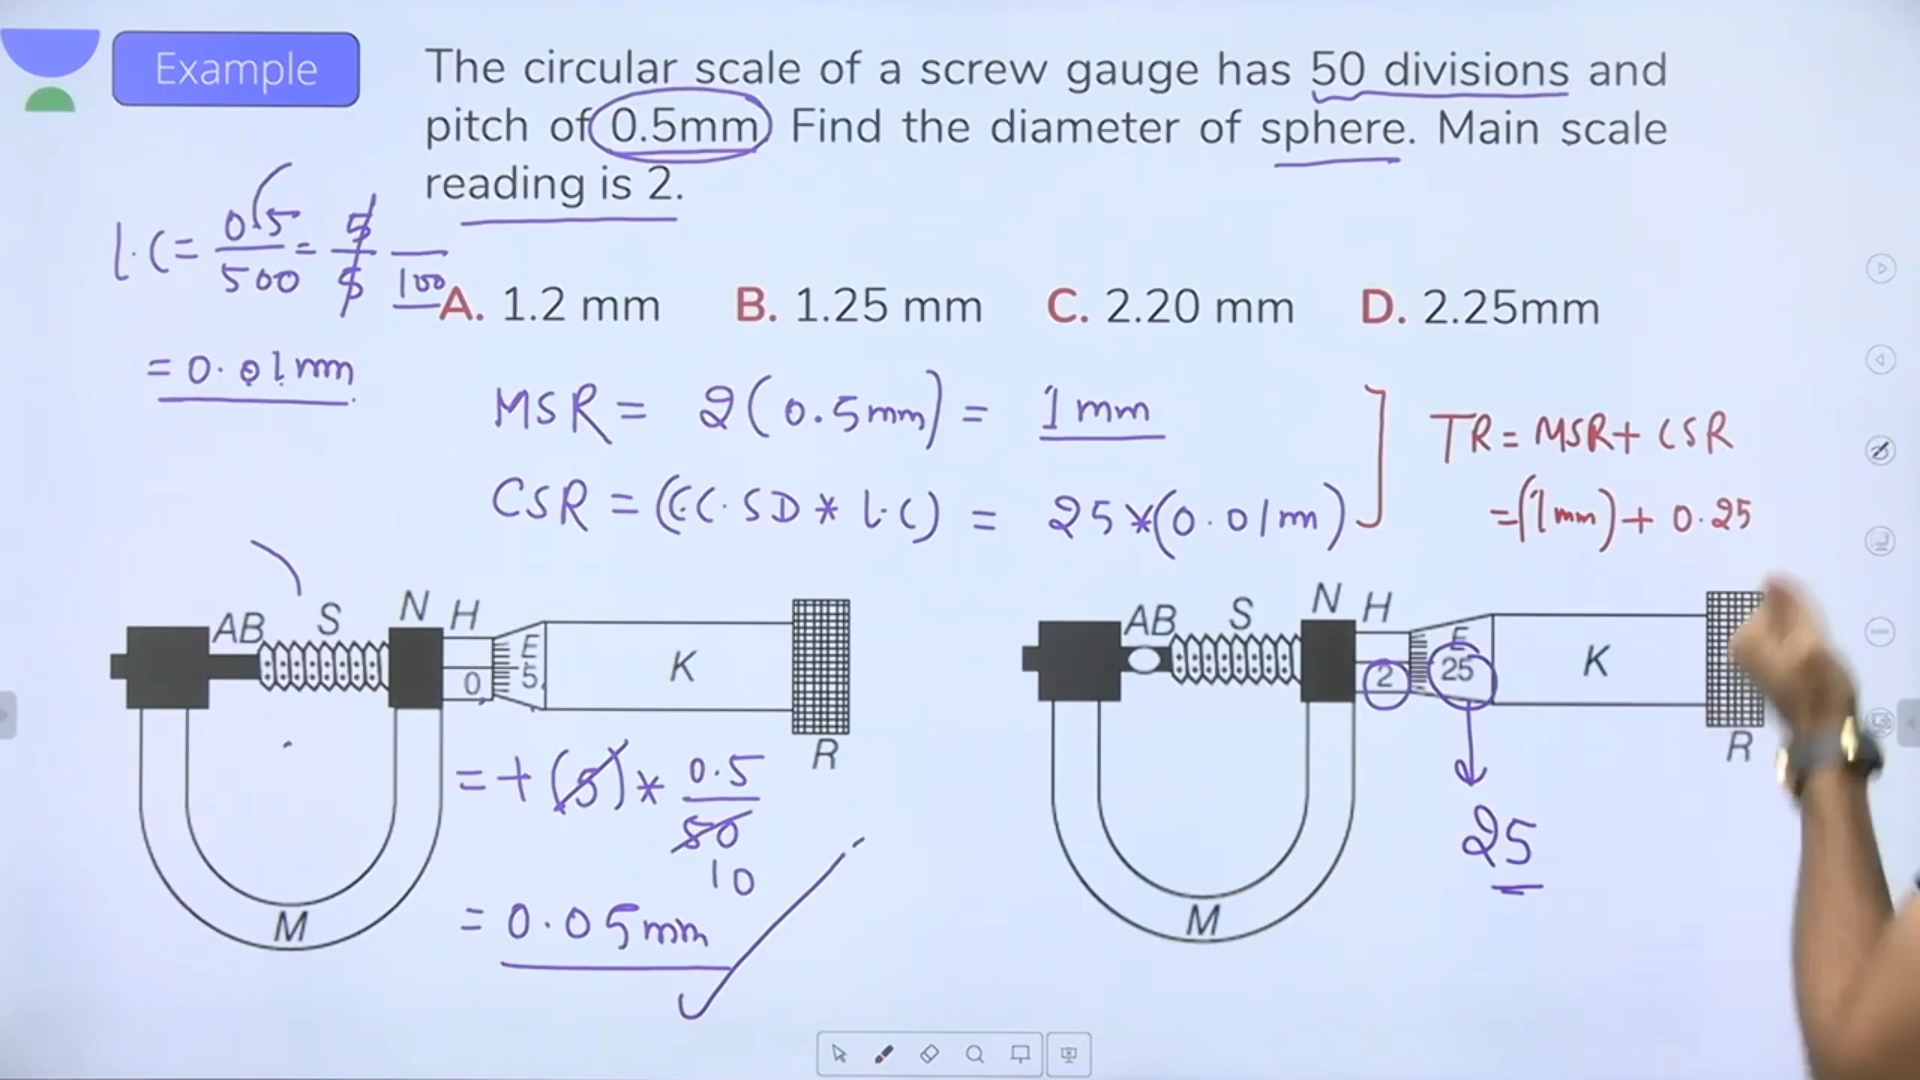 Example
The circular scale of a screw gauge has 50 divisions and
pitch of 0.5mm Find the diameter of sphere. Main scale
reading is 2.
L.C = 0.5/500 = 5/5 100
= 0.01mm
A. 1.2 mm B. 1.25 mm C. 2.20 mm D. 2.25mm
MSR = 2(0.5mm) = 1mm
CSR = (C.SD * L.C) = 25*(0.01mm)
TR = MSR + CSR
= (1mm) + 0.25
AB S N H E
0 5 K
R
M
= + (5) * 0.5/50
10
= 0.05mm
AB S N H E
2 25 K
R
M
25